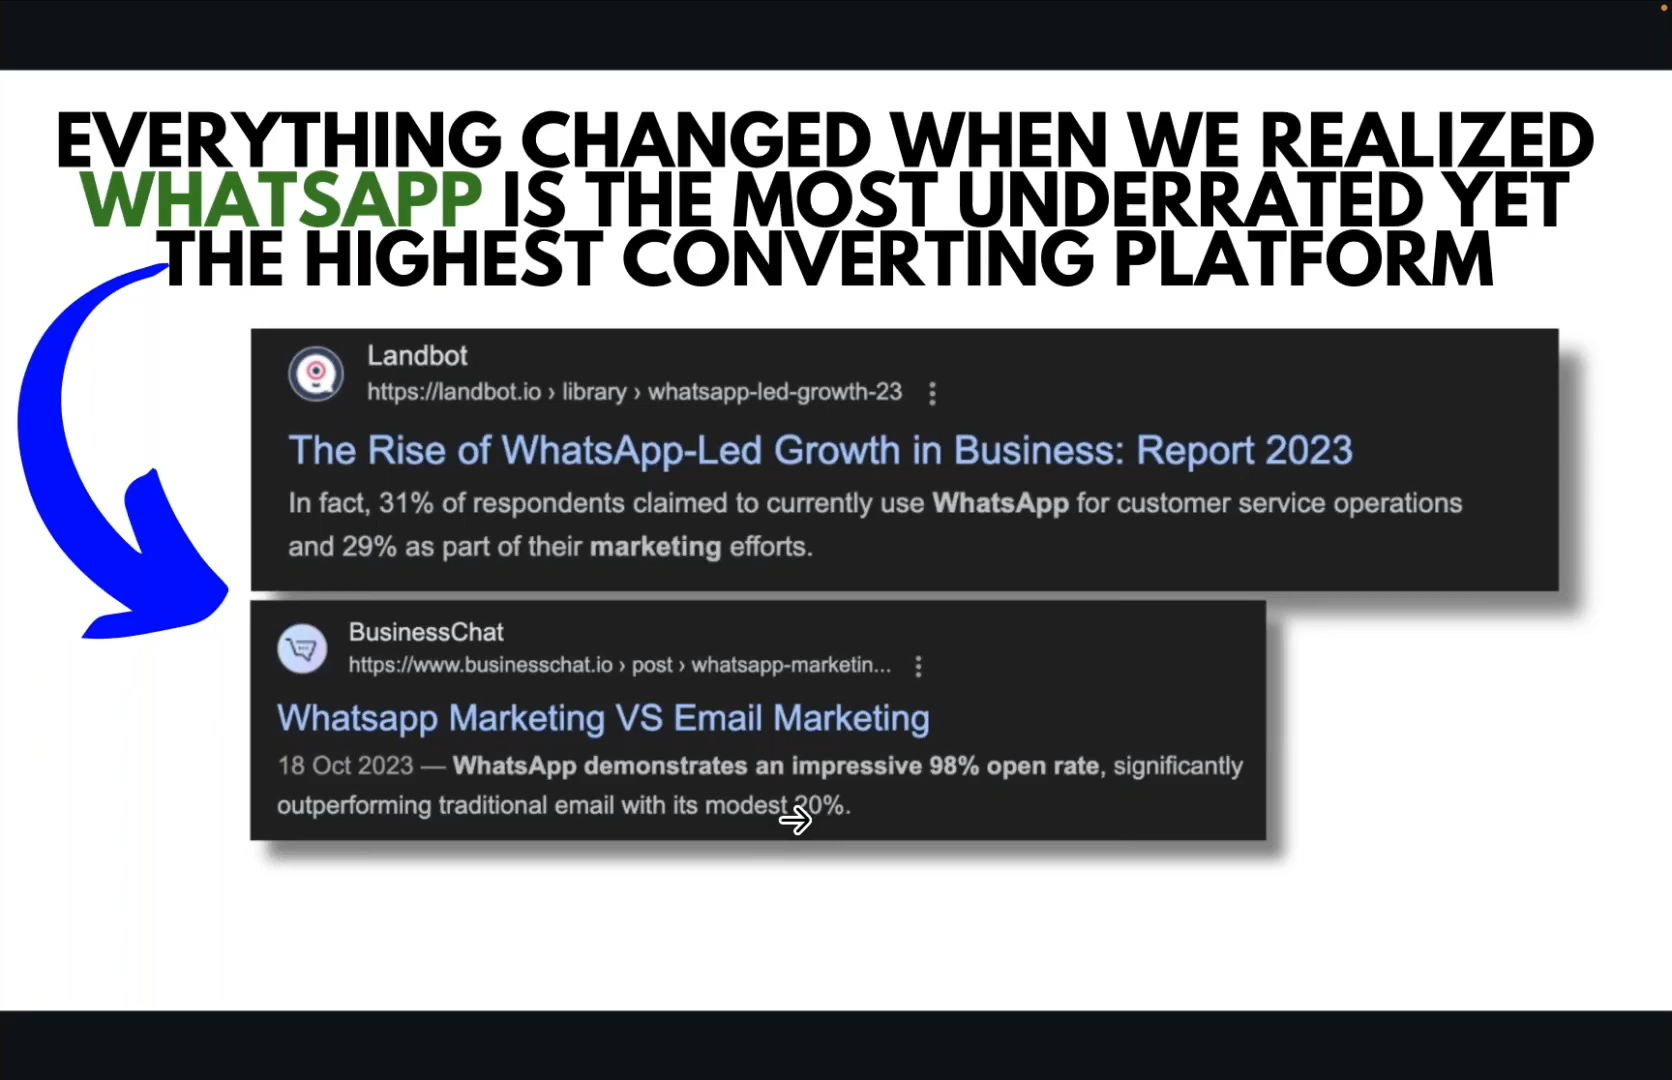 EVERYTHING CHANGED WHEN WE REALIZED
WHATSAPP IS THE MOST UNDERRATED YET
THE HIGHEST CONVERTING PLATFORM
Landbot
https://landbot.io › library › whatsapp-led-growth-23
The Rise of WhatsApp-Led Growth in Business: Report 2023
In fact, 31% of respondents claimed to currently use WhatsApp for customer service operations
and 29% as part of their marketing efforts.
BusinessChat
https://www.businesschat.io › post › whatsapp-marketin...
Whatsapp Marketing VS Email Marketing
18 Oct 2023 — WhatsApp demonstrates an impressive 98% open rate, significantly
outperforming traditional email with its modest 20%.